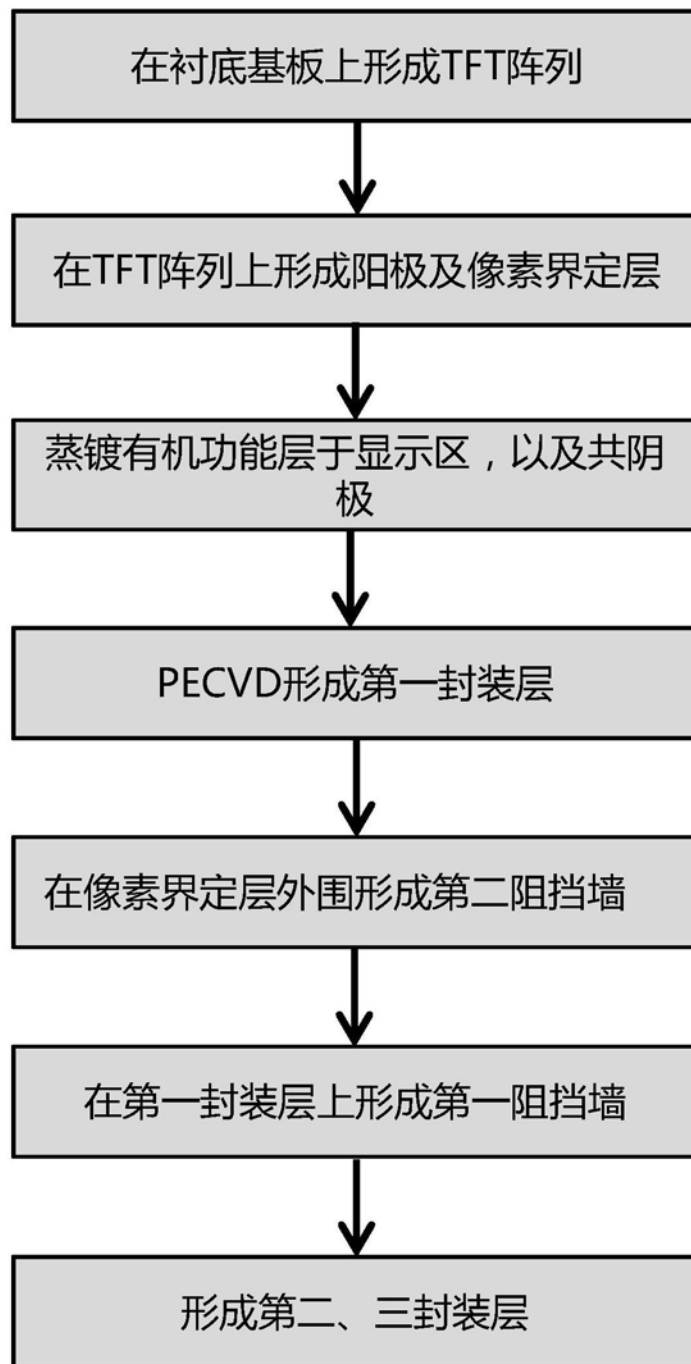 在衬底基板上形成TFT阵列
在TFT阵列上形成阳极及像素界定层
蒸镀有机功能层于显示区，以及共阴
极
PECVD形成第一封装层
在像素界定层外围形成第二阻挡墙
在第一封装层上形成第一阻挡墙
形成第二、三封装层